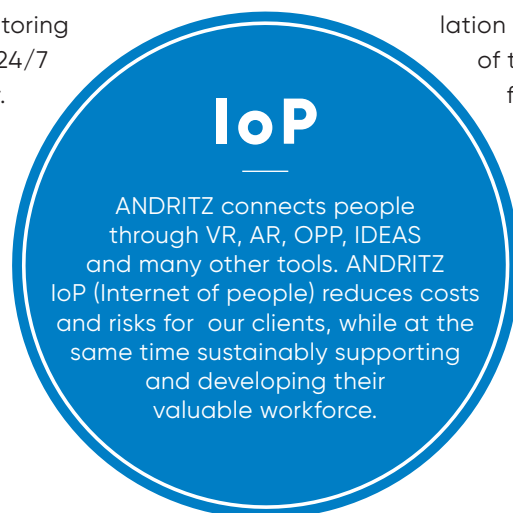 toring
24/7
lation
of t
f
IoP
ANDRITZ connects people
through VR, AR, OPP, IDEAS
and many other tools. ANDRITZ
IoP (Internet of people) reduces costs
and risks for our clients, while at the
same time sustainably supporting
and developing their
valuable workforce.